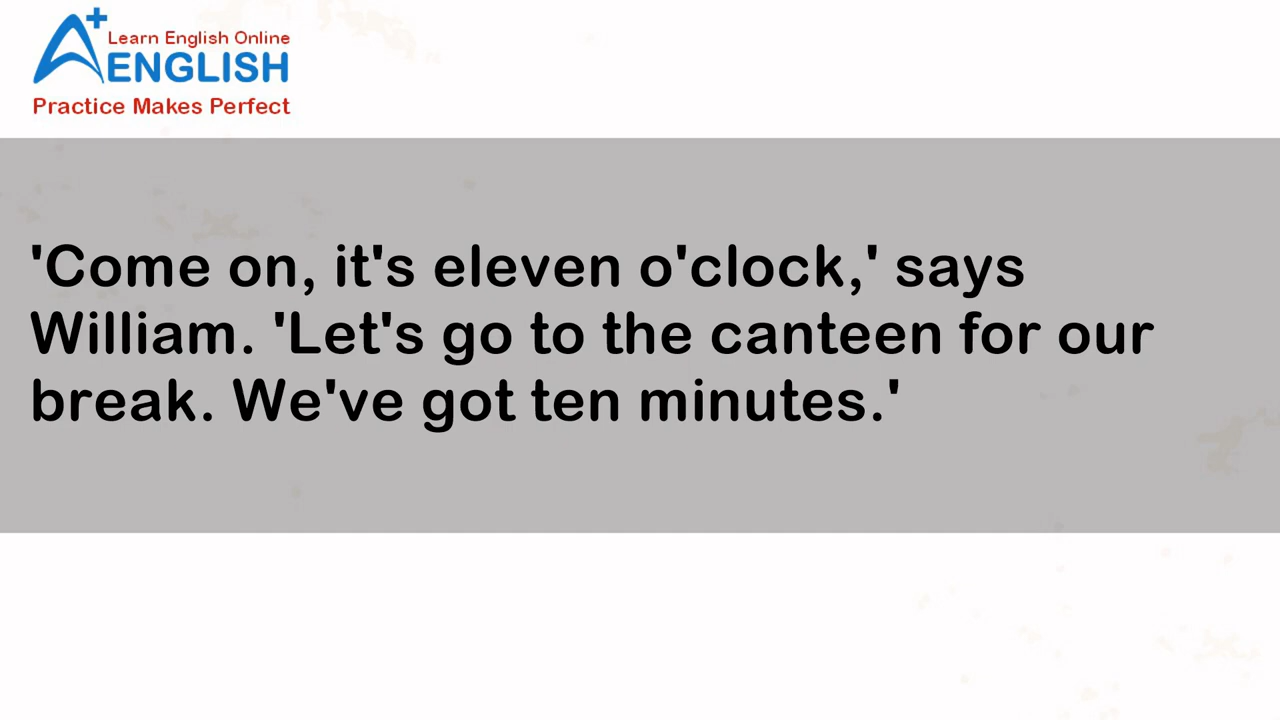 A+
Learn English Online
ENGLISH
Practice Makes Perfect
'Come on, it's eleven o'clock,' says
William. 'Let's go to the canteen for our
break. We've got ten minutes.'